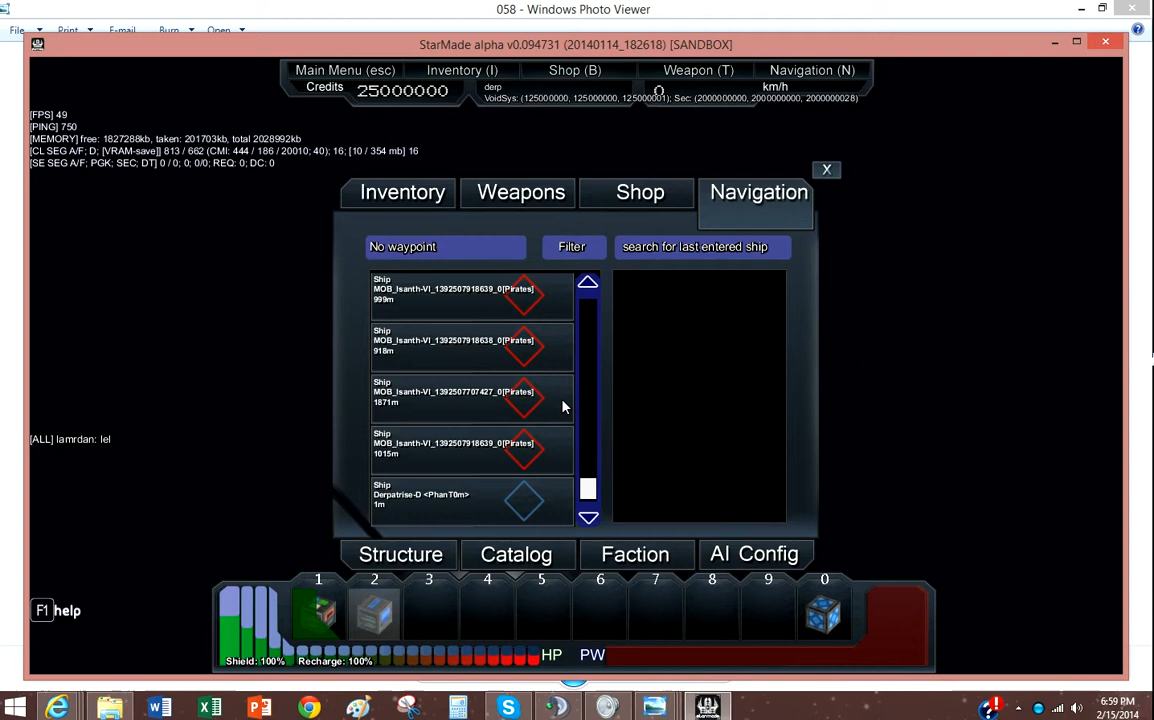 058 - Windows Photo Viewer
File Print E-mail Burn Open
StarMade alpha v0.094731 (20140114_182618) [SANDBOX]
Main Menu (esc) Inventory (I) Shop (B) Weapon (T) Navigation (N)
Credits 25000000 derp 0 km/h
VoidSys: (125000000, 125000000, 125000001); Sec: (2000000000, 2000000000, 2000000028)
[FPS] 49
[PING] 750
[MEMORY] free: 1827288kb, taken: 201703kb, total 2028992kb
[CL SEG A/F; D; [VRAM-save]] 813 / 662 (CMI: 444 / 186 / 20010; 40); 16; [10 / 354 mb] 16
[SE SEG A/F; PGK; SEC; DT] 0 / 0; 0; 0/0; REQ: 0; DC: 0
X
Inventory Weapons Shop Navigation
No waypoint Filter search for last entered ship
Ship
MOB_Isanth-VI_1392507918639_0[Pirates]
999m
Ship
MOB_Isanth-VI_1392507918638_0[Pirates]
918m
Ship
MOB_Isanth-VI_1392507707427_0[Pirates]
1871m
[ALL] lamrdan: lel
Ship
MOB_Isanth-VI_1392507918639_0[Pirates]
1015m
Ship
Derpatrise-D <PhanT0m>
1m
Structure Catalog Faction AI Config
1 2 3 4 5 6 7 8 9 0
F1 help
Shield: 100% Recharge: 100% HP PW
6:59 PM
2/15/2014